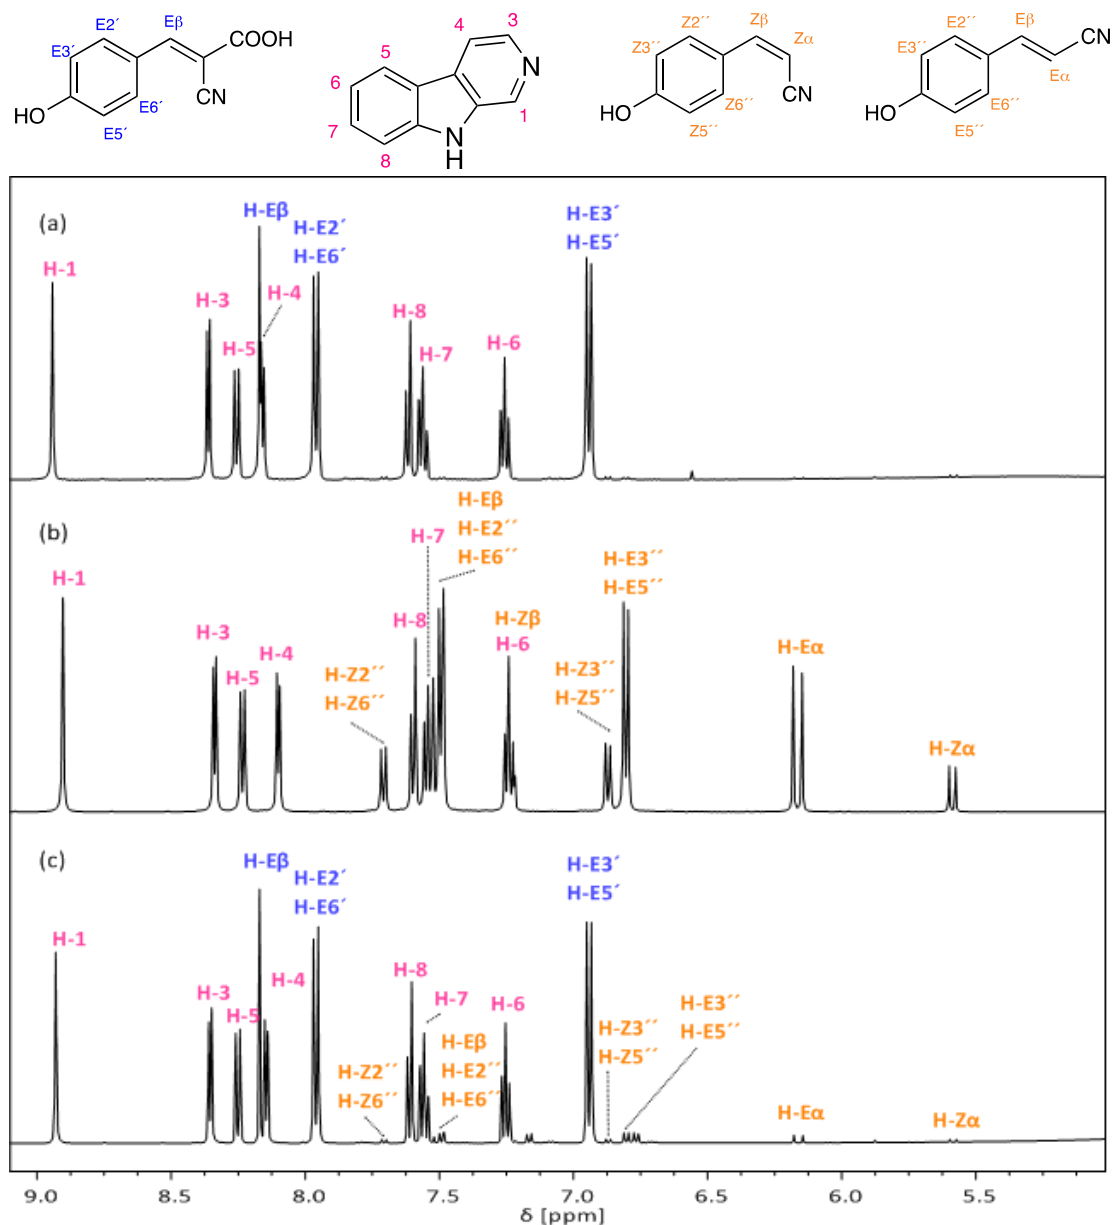 E2´
Eβ
E3´
COOH
CN
E6´
HO
E5´
4
3
5
6
N
7
N
H
1
8
Z2´´
Zβ
Z3´´
Zα
CN
Z6´´
HO
Z5´´
E2´´
Eβ
CN
E3´´
Eα
E6´´
HO
E5´´
(a)
H-1
H-3
H-5
H-Eβ
H-4
H-E2´
H-E6´
H-8
H-7
H-6
H-E3´
H-E5´
(b)
H-1
H-3
H-5
H-4
H-Z2´´
H-Z6´´
H-8
H-7
H-Eβ
H-E2´´
H-E6´´
H-Zβ
H-6
H-Z3´´
H-Z5´´
H-E3´´
H-E5´´
H-Eα
H-Zα
(c)
H-1
H-3
H-5
H-Eβ
H-4
H-E2´
H-E6´
H-Z2´´
H-Z6´´
H-8
H-7
H-Eβ
H-E2´´
H-E6´´
H-6
H-E3´
H-E5´
H-Z3´´
H-Z5´´
H-E3´´
H-E5´´
H-Eα
H-Zα
9.0 8.5 8.0 7.5 7.0 6.5 6.0 5.5
δ [ppm]